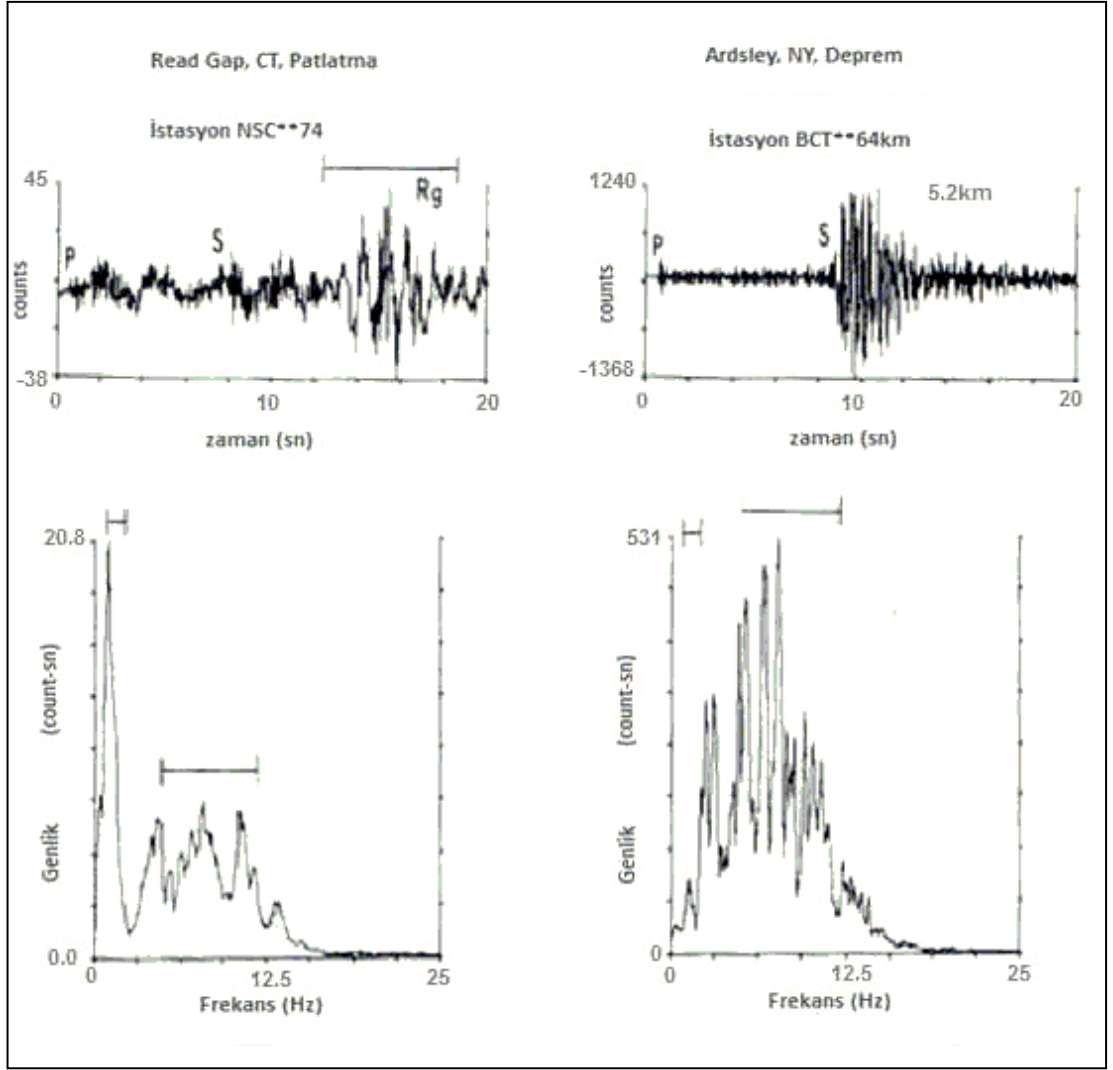 Read Gap, CT, Patlatma
İstasyon NSC**74
45
-38
counts
P
S
Rg
0
10
20
zaman (sn)
Ardsley, NY, Deprem
İstasyon BCT**64km
1240
-1368
counts
P
S
5.2km
0
10
20
zaman (sn)
20.8
0.0
Genlik (count-sn)
0
12.5
25
Frekans (Hz)
531
0
Genlik (count-sn)
0
12.5
25
Frekans (Hz)